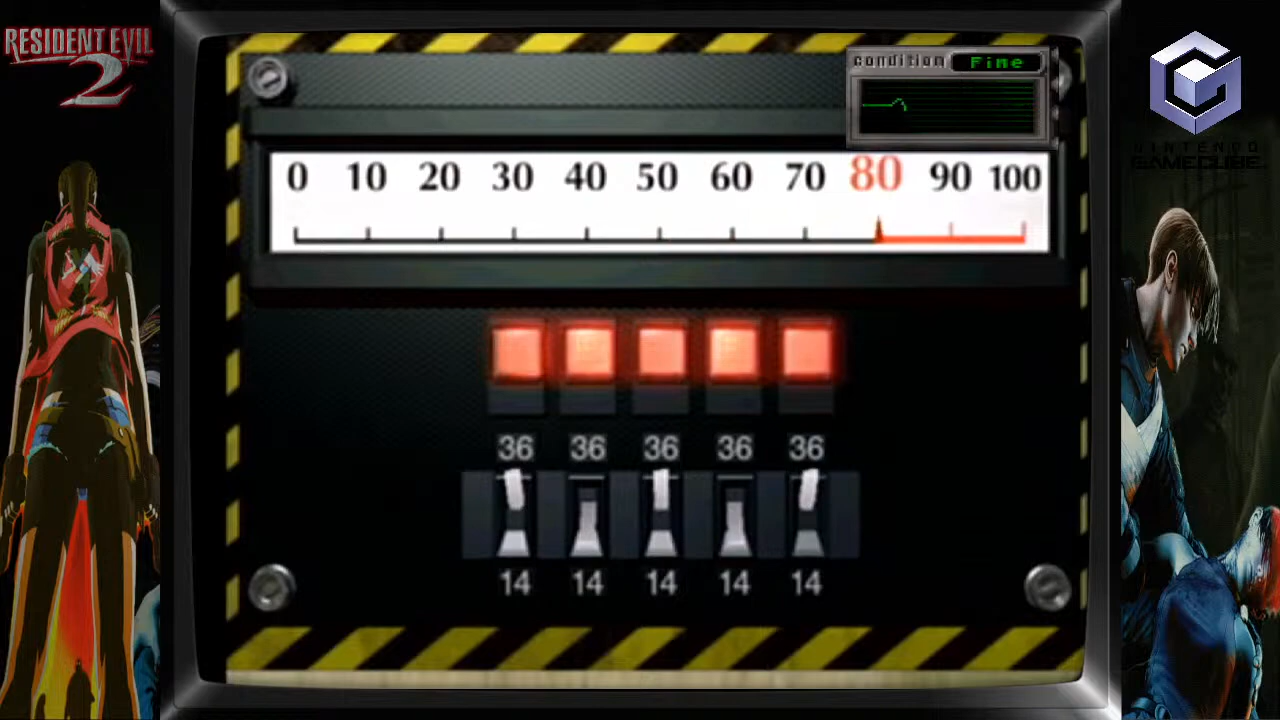 RESIDENT EVIL
2
condition Fine
NINTENDO
GAMECUBE
0 10 20 30 40 50 60 70 80 90 100
36 36 36 36 36
14 14 14 14 14